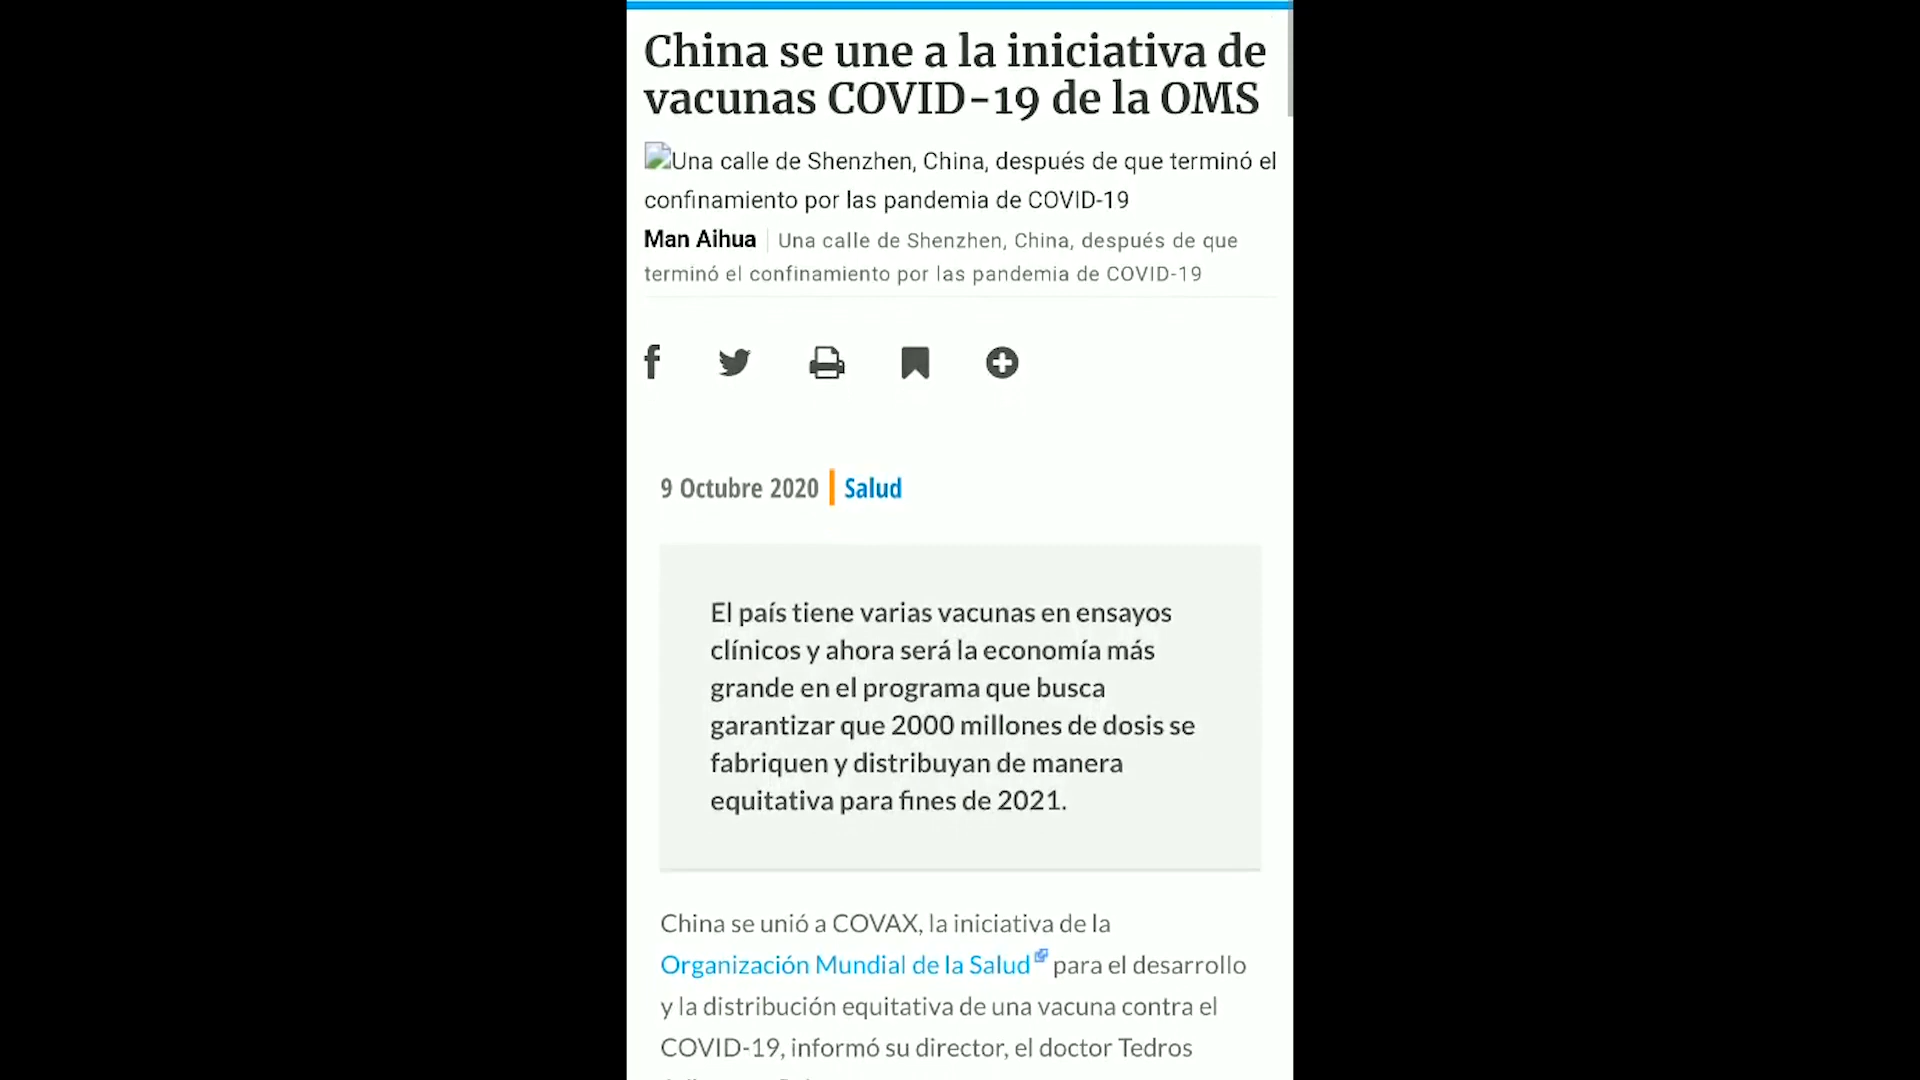 China se une a la iniciativa de
vacunas COVID-19 de la OMS
Una calle de Shenzhen, China, después de que terminó el
confinamiento por las pandemia de COVID-19
Man Aihua Una calle de Shenzhen, China, después de que
terminó el confinamiento por las pandemia de COVID-19
9 Octubre 2020 Salud
El país tiene varias vacunas en ensayos
clínicos y ahora será la economía más
grande en el programa que busca
garantizar que 2000 millones de dosis se
fabriquen y distribuyan de manera
equitativa para fines de 2021.
China se unió a COVAX, la iniciativa de la
Organización Mundial de la Salud para el desarrollo
y la distribución equitativa de una vacuna contra el
COVID-19, informó su director, el doctor Tedros